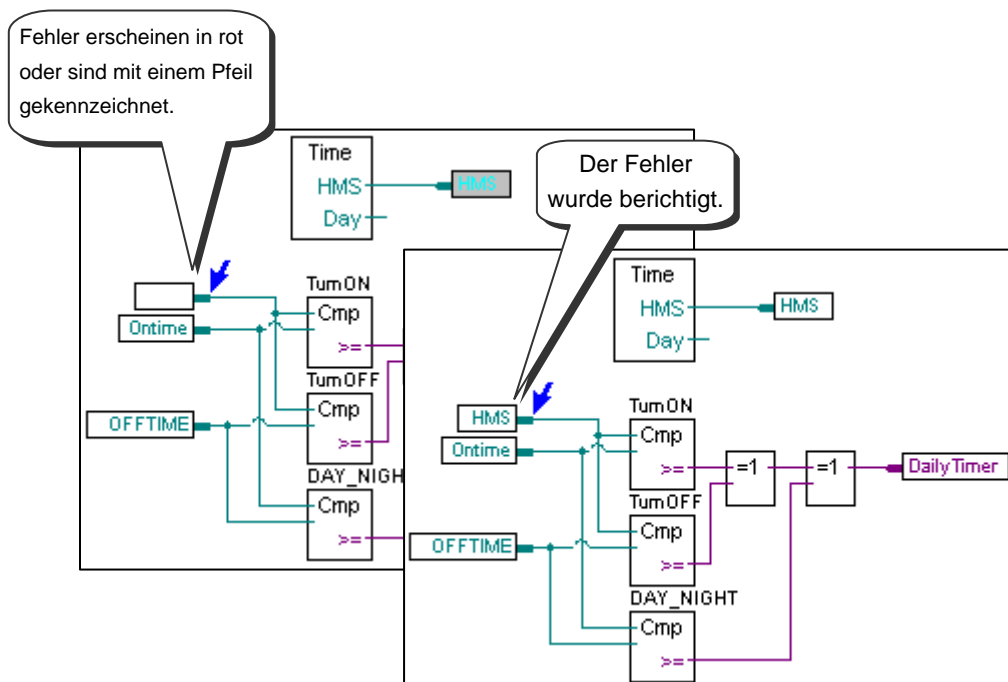 Fehler erscheinen in rot
oder sind mit einem Pfeil
gekennzeichnet.
Der Fehler
wurde berichtigt.
Time
HMS
HMS
Day
TurnON
Ontime
Cmp
>=
TurnOFF
OFFTIME
Cmp
>=
DAY_NIGH
Cmp
>=
Time
HMS
HMS
Day
TurnON
HMS
Cmp
Ontime
>=
=1
=1
DailyTimer
TurnOFF
Cmp
OFFTIME
>=
DAY_NIGHT
Cmp
>=